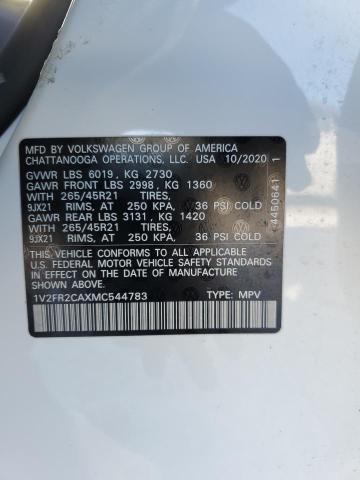 MFD BY VOLKSWAGEN GROUP OF AMERICA
CHATTANOOGA OPERATIONS, LLC. USA 10/2020
GVWR LBS 6019, KG 2730
GAWR FRONT LBS 2998, KG 1360
WITH 265/45R21 TIRES,
9JX21 RIMS, AT 250 KPA, 36 PSI COLD
GAWR REAR LBS 3131, KG 1420
WITH 265/45R21 TIRES,
9JX21 RIMS, AT 250 KPA, 36 PSI COLD
THIS VEHICLE CONFORMS TO ALL APPLICABLE
U.S. FEDERAL MOTOR VEHICLE SAFETY STANDARDS
IN EFFECT ON THE DATE OF MANUFACTURE
SHOWN ABOVE.
1V2FR2CAXMC544783 TYPE: MPV
4450641 1